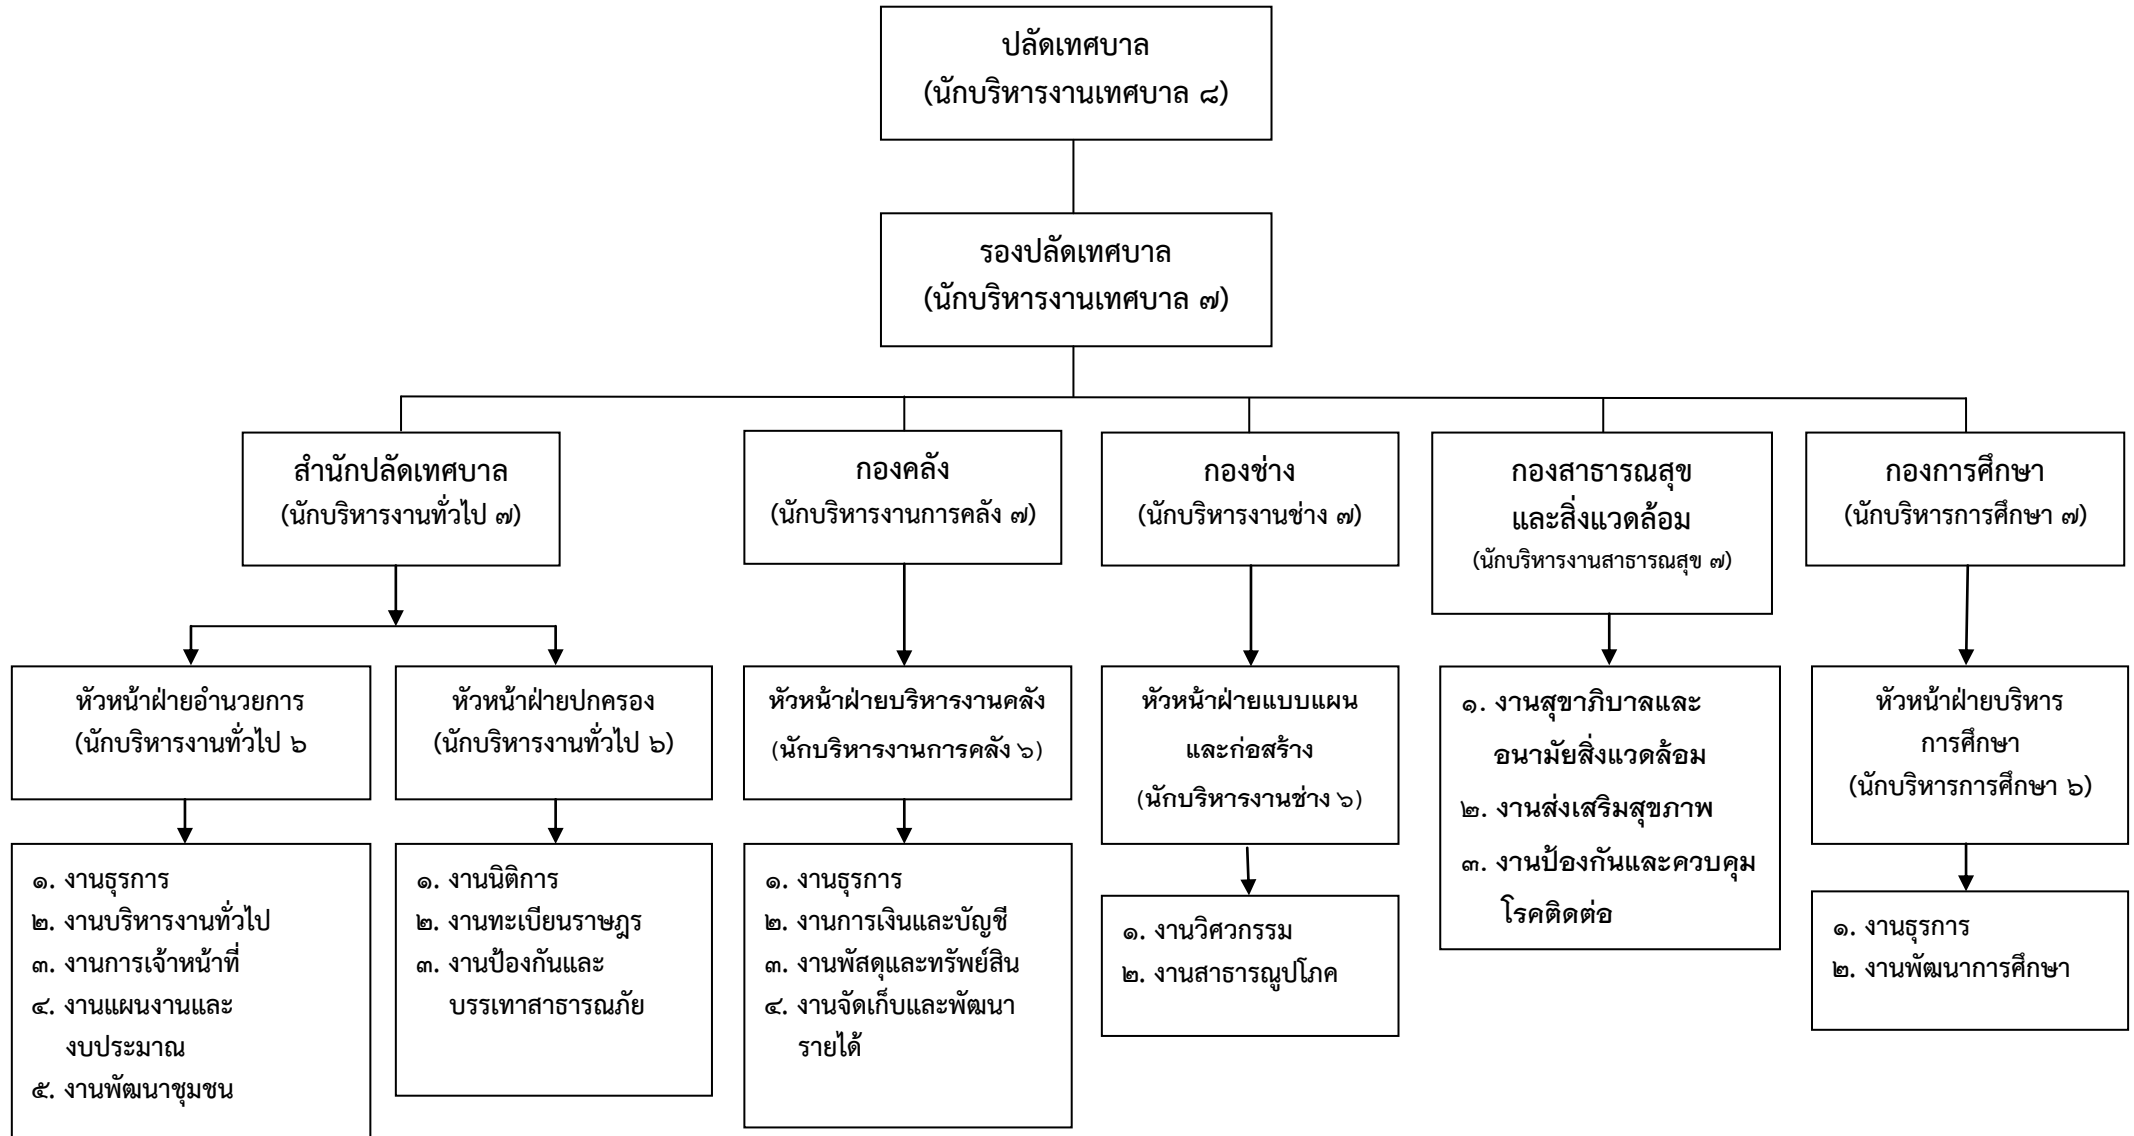 ปลัดเทศบาล
(นักบริหารงานเทศบาล ๘)
รองปลัดเทศบาล
(นักบริหารงานเทศบาล ๗)
สำนักปลัดเทศบาล
(นักบริหารงานทั่วไป ๗)
กองคลัง
(นักบริหารงานการคลัง ๗)
กองช่าง
(นักบริหารงานช่าง ๗)
กองสาธารณสุข
และสิ่งแวดล้อม
(นักบริหารงานสาธารณสุข ๗)
กองการศึกษา
(นักบริหารการศึกษา ๗)
หัวหน้าฝ่ายอำนวยการ
(นักบริหารงานทั่วไป ๖
หัวหน้าฝ่ายปกครอง
(นักบริหารงานทั่วไป ๖)
หัวหน้าฝ่ายบริหารงานคลัง
(นักบริหารงานการคลัง ๖)
หัวหน้าฝ่ายแบบแผน
และก่อสร้าง
(นักบริหารงานช่าง ๖)
๑. งานสุขาภิบาลและ
อนามัยสิ่งแวดล้อม
๒. งานส่งเสริมสุขภาพ
๓. งานป้องกันและควบคุม
โรคติดต่อ
หัวหน้าฝ่ายบริหาร
การศึกษา
(นักบริหารการศึกษา ๖)
๑. งานธุรการ
๒. งานบริหารงานทั่วไป
๓. งานการเจ้าหน้าที่
๔. งานแผนงานและ
งบประมาณ
๕. งานพัฒนาชุมชน
๑. งานนิติการ
๒. งานทะเบียนราษฎร
๓. งานป้องกันและ
บรรเทาสาธารณภัย
๑. งานธุรการ
๒. งานการเงินและบัญชี
๓. งานพัสดุและทรัพย์สิน
๔. งานจัดเก็บและพัฒนา
รายได้
๑. งานวิศวกรรม
๒. งานสาธารณูปโภค
๑. งานธุรการ
๒. งานพัฒนาการศึกษา